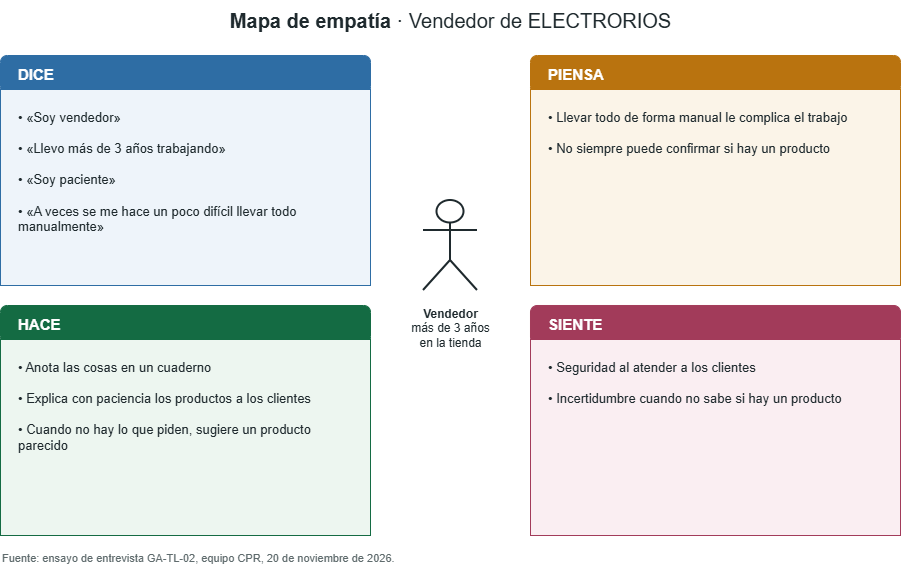 Mapa de empatía · Vendedor de ELECTRORIOS
DICE
• «Soy vendedor»
• «Llevo más de 3 años trabajando»
• «Soy paciente»
• «A veces se me hace un poco difícil llevar todo
manualmente»
PIENSA
• Llevar todo de forma manual le complica el trabajo
• No siempre puede confirmar si hay un producto
Vendedor
más de 3 años
en la tienda
HACE
• Anota las cosas en un cuaderno
• Explica con paciencia los productos a los clientes
• Cuando no hay lo que piden, sugiere un producto
parecido
SIENTE
• Seguridad al atender a los clientes
• Incertidumbre cuando no sabe si hay un producto
Fuente: ensayo de entrevista GA-TL-02, equipo CPR, 20 de noviembre de 2026.